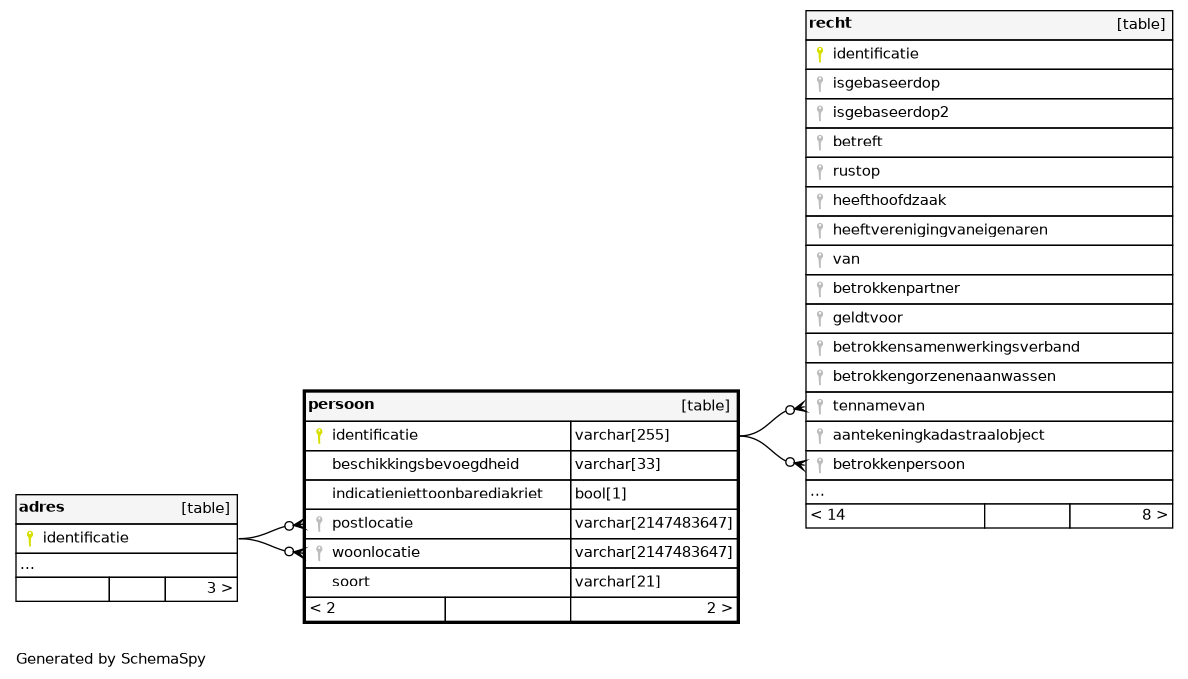 recht [table]
identificatie
isgebaseerdop
isgebaseerdop2
betreft
rustop
heefthoofdzaak
heeftverenigingvaneigenaren
van
betrokkenpartner
geldtvoor
betrokkensamenwerkingsverband
betrokkengorzenenaanwassen
tennamevan
aantekeningkadastraalobject
betrokkenpersoon
...
< 14 8 >
persoon [table]
identificatie varchar[255]
beschikkingsbevoegdheid varchar[33]
indicatieniettoonbarediakriet bool[1]
postlocatie varchar[2147483647]
woonlocatie varchar[2147483647]
soort varchar[21]
< 2 2 >
adres [table]
identificatie
...
3 >
Generated by SchemaSpy